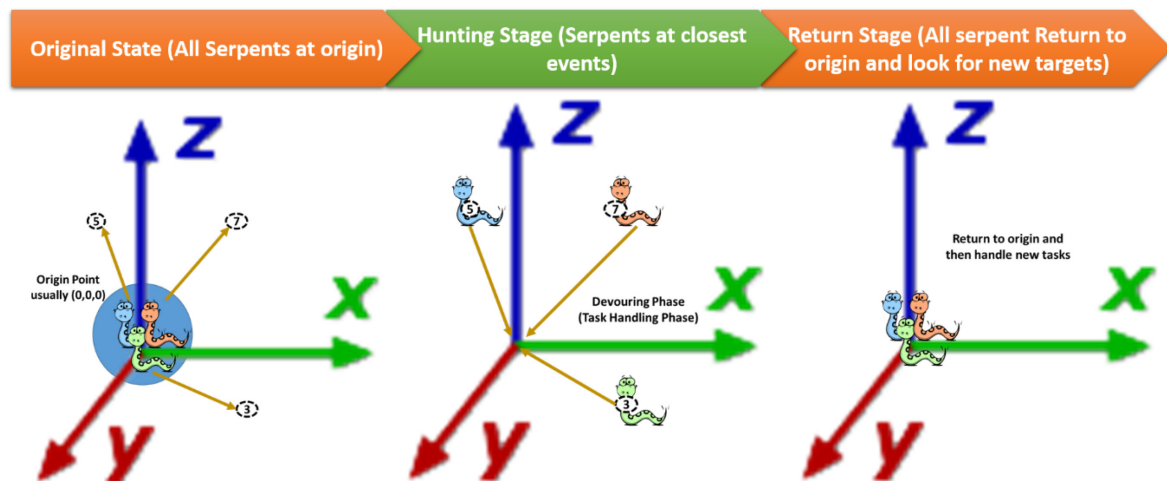 Original State (All Serpents at origin)
Hunting Stage (Serpents at closest
events)
Return Stage (All serpent Return to
origin and look for new targets)
Z
5
7
Origin Point
usually (0,0,0)
X
3
y
Z
5
7
X
Devouring Phase
(Task Handling Phase)
3
y
Z
Return to origin and
then handle new tasks
X
y